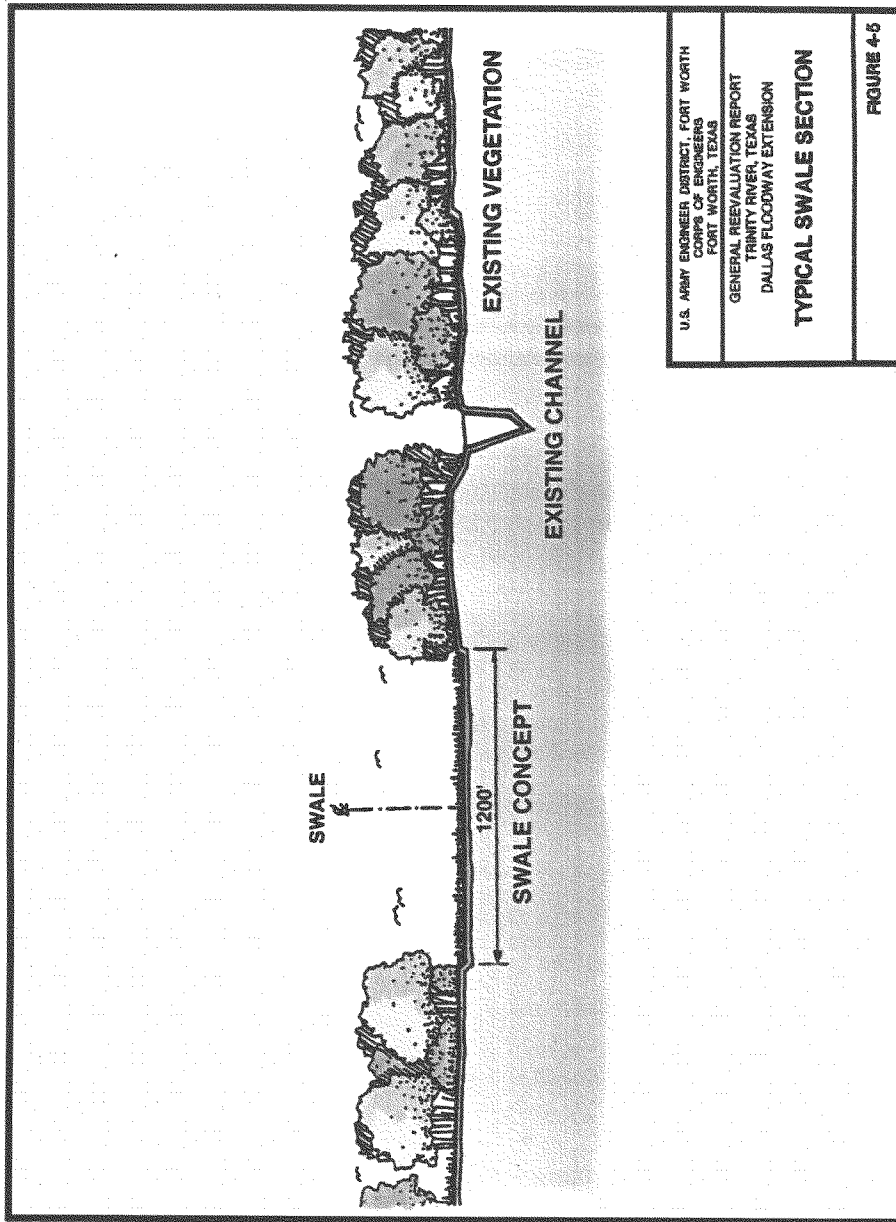 SWALE
1200'
SWALE CONCEPT
EXISTING CHANNEL
EXISTING VEGETATION
U.S. ARMY ENGINEER DISTRICT, FORT WORTH
CORPS OF ENGINEERS
FORT WORTH, TEXAS
GENERAL REEVALUATION REPORT
TRINITY RIVER, TEXAS
DALLAS FLOODWAY EXTENSION
TYPICAL SWALE SECTION
FIGURE 4-5